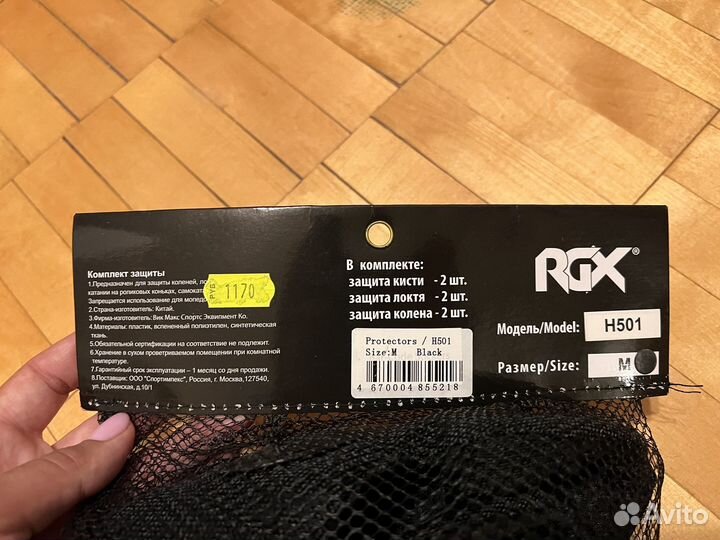 Комплект защиты
1.Предназначен для защиты коленей,
катании на роликовых коньках, самоката
Запрещается использование для мопедо
2.Страна-изготовитель: Китай.
3.Фирма-изготовитель: Вик Макс Спортс Эквипмент Ко.
4.Материалы: пластик, вспененный полиэтилен, синтетическая
ткань.
5.Обязательной сертификации на соответствие не подлежит.
6.Хранение в сухом проветриваемом помещении при комнатной
температуре.
7.Гарантийный срок эксплуатации – 1 месяц со дня продажи.
8.Поставщик: ООО "Спортимпекс", Россия, г. Москва,127540,
ул. Дубнинская, д.10/1
РУБ. 1170
В комплекте:
защита кисти - 2 шт.
защита локтя - 2 шт.
защита колена - 2 шт.
Protectors / H501
Size:M Black
4 670004 855218
RGX®
Модель/Model: H501
Размер/Size: M
Avito